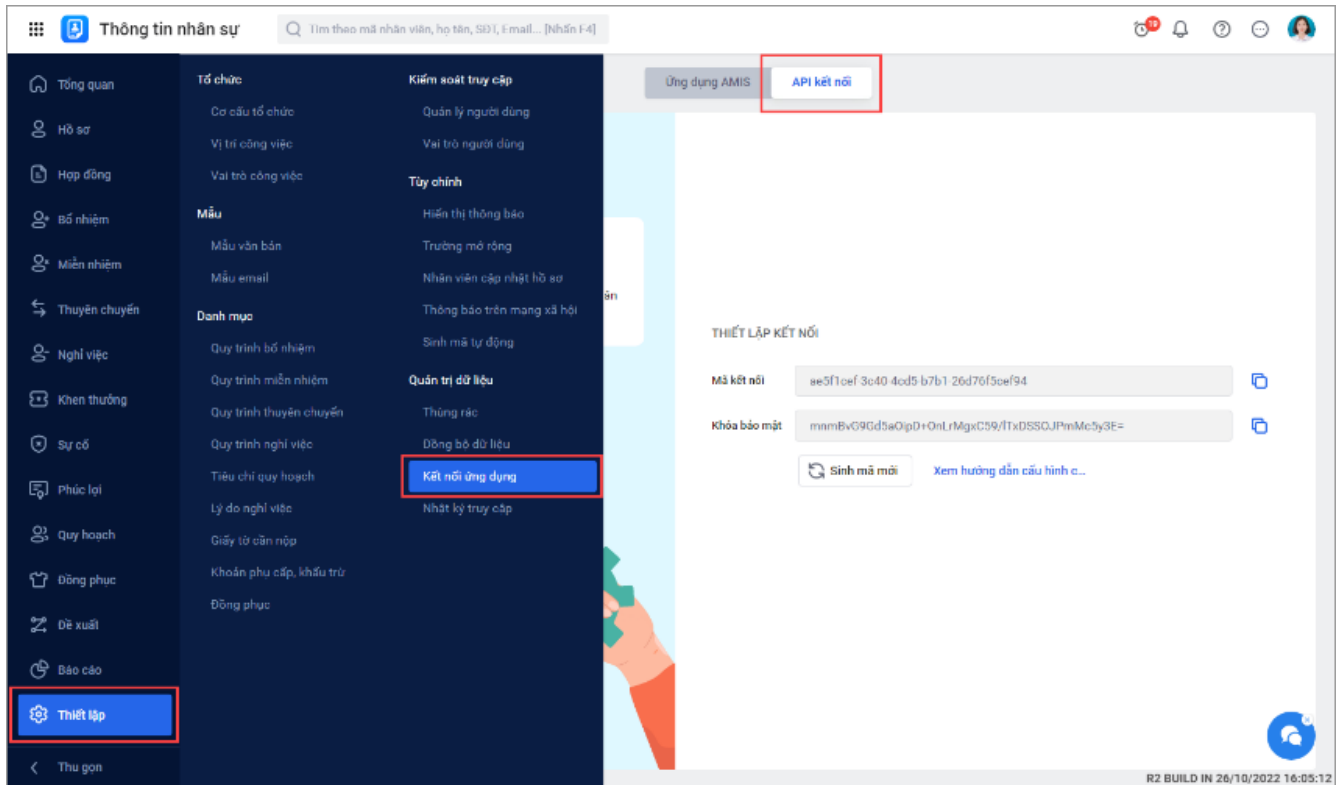 Thông tin nhân sự
Tìm theo mã nhân viên, họ tên, SĐT, Email... [Nhấn F4]
19
Tổng quan
Hồ sơ
Hợp đồng
Bổ nhiệm
Miễn nhiệm
Thuyên chuyển
Nghỉ việc
Khen thưởng
Sự cố
Phúc lợi
Quy hoạch
Đồng phục
Đề xuất
Báo cáo
Thiết lập
Thu gọn
Tổ chức
Cơ cấu tổ chức
Vị trí công việc
Vai trò công việc
Mẫu
Mẫu văn bản
Mẫu email
Danh mục
Quy trình bổ nhiệm
Quy trình miễn nhiệm
Quy trình thuyên chuyển
Quy trình nghỉ việc
Tiêu chí quy hoạch
Lý do nghỉ việc
Giấy tờ cần nộp
Khoản phụ cấp, khấu trừ
Đồng phục
Kiểm soát truy cập
Quản lý người dùng
Vai trò người dùng
Tùy chỉnh
Hiển thị thông báo
Trường mở rộng
Nhân viên cập nhật hồ sơ
Thông báo trên mạng xã hội
Sinh mã tự động
Quản trị dữ liệu
Thùng rác
Đồng bộ dữ liệu
Kết nối ứng dụng
Nhật ký truy cập
Ứng dụng AMIS
API kết nối
THIẾT LẬP KẾT NỐI
Mã kết nối
ae5f1cef-3c40-4cd5-b7b1-26d76f5cef94
Khóa bảo mật
Sinh mã mới
Xem hướng dẫn cấu hình c...
R2 BUILD IN 26/10/2022 16:05:12